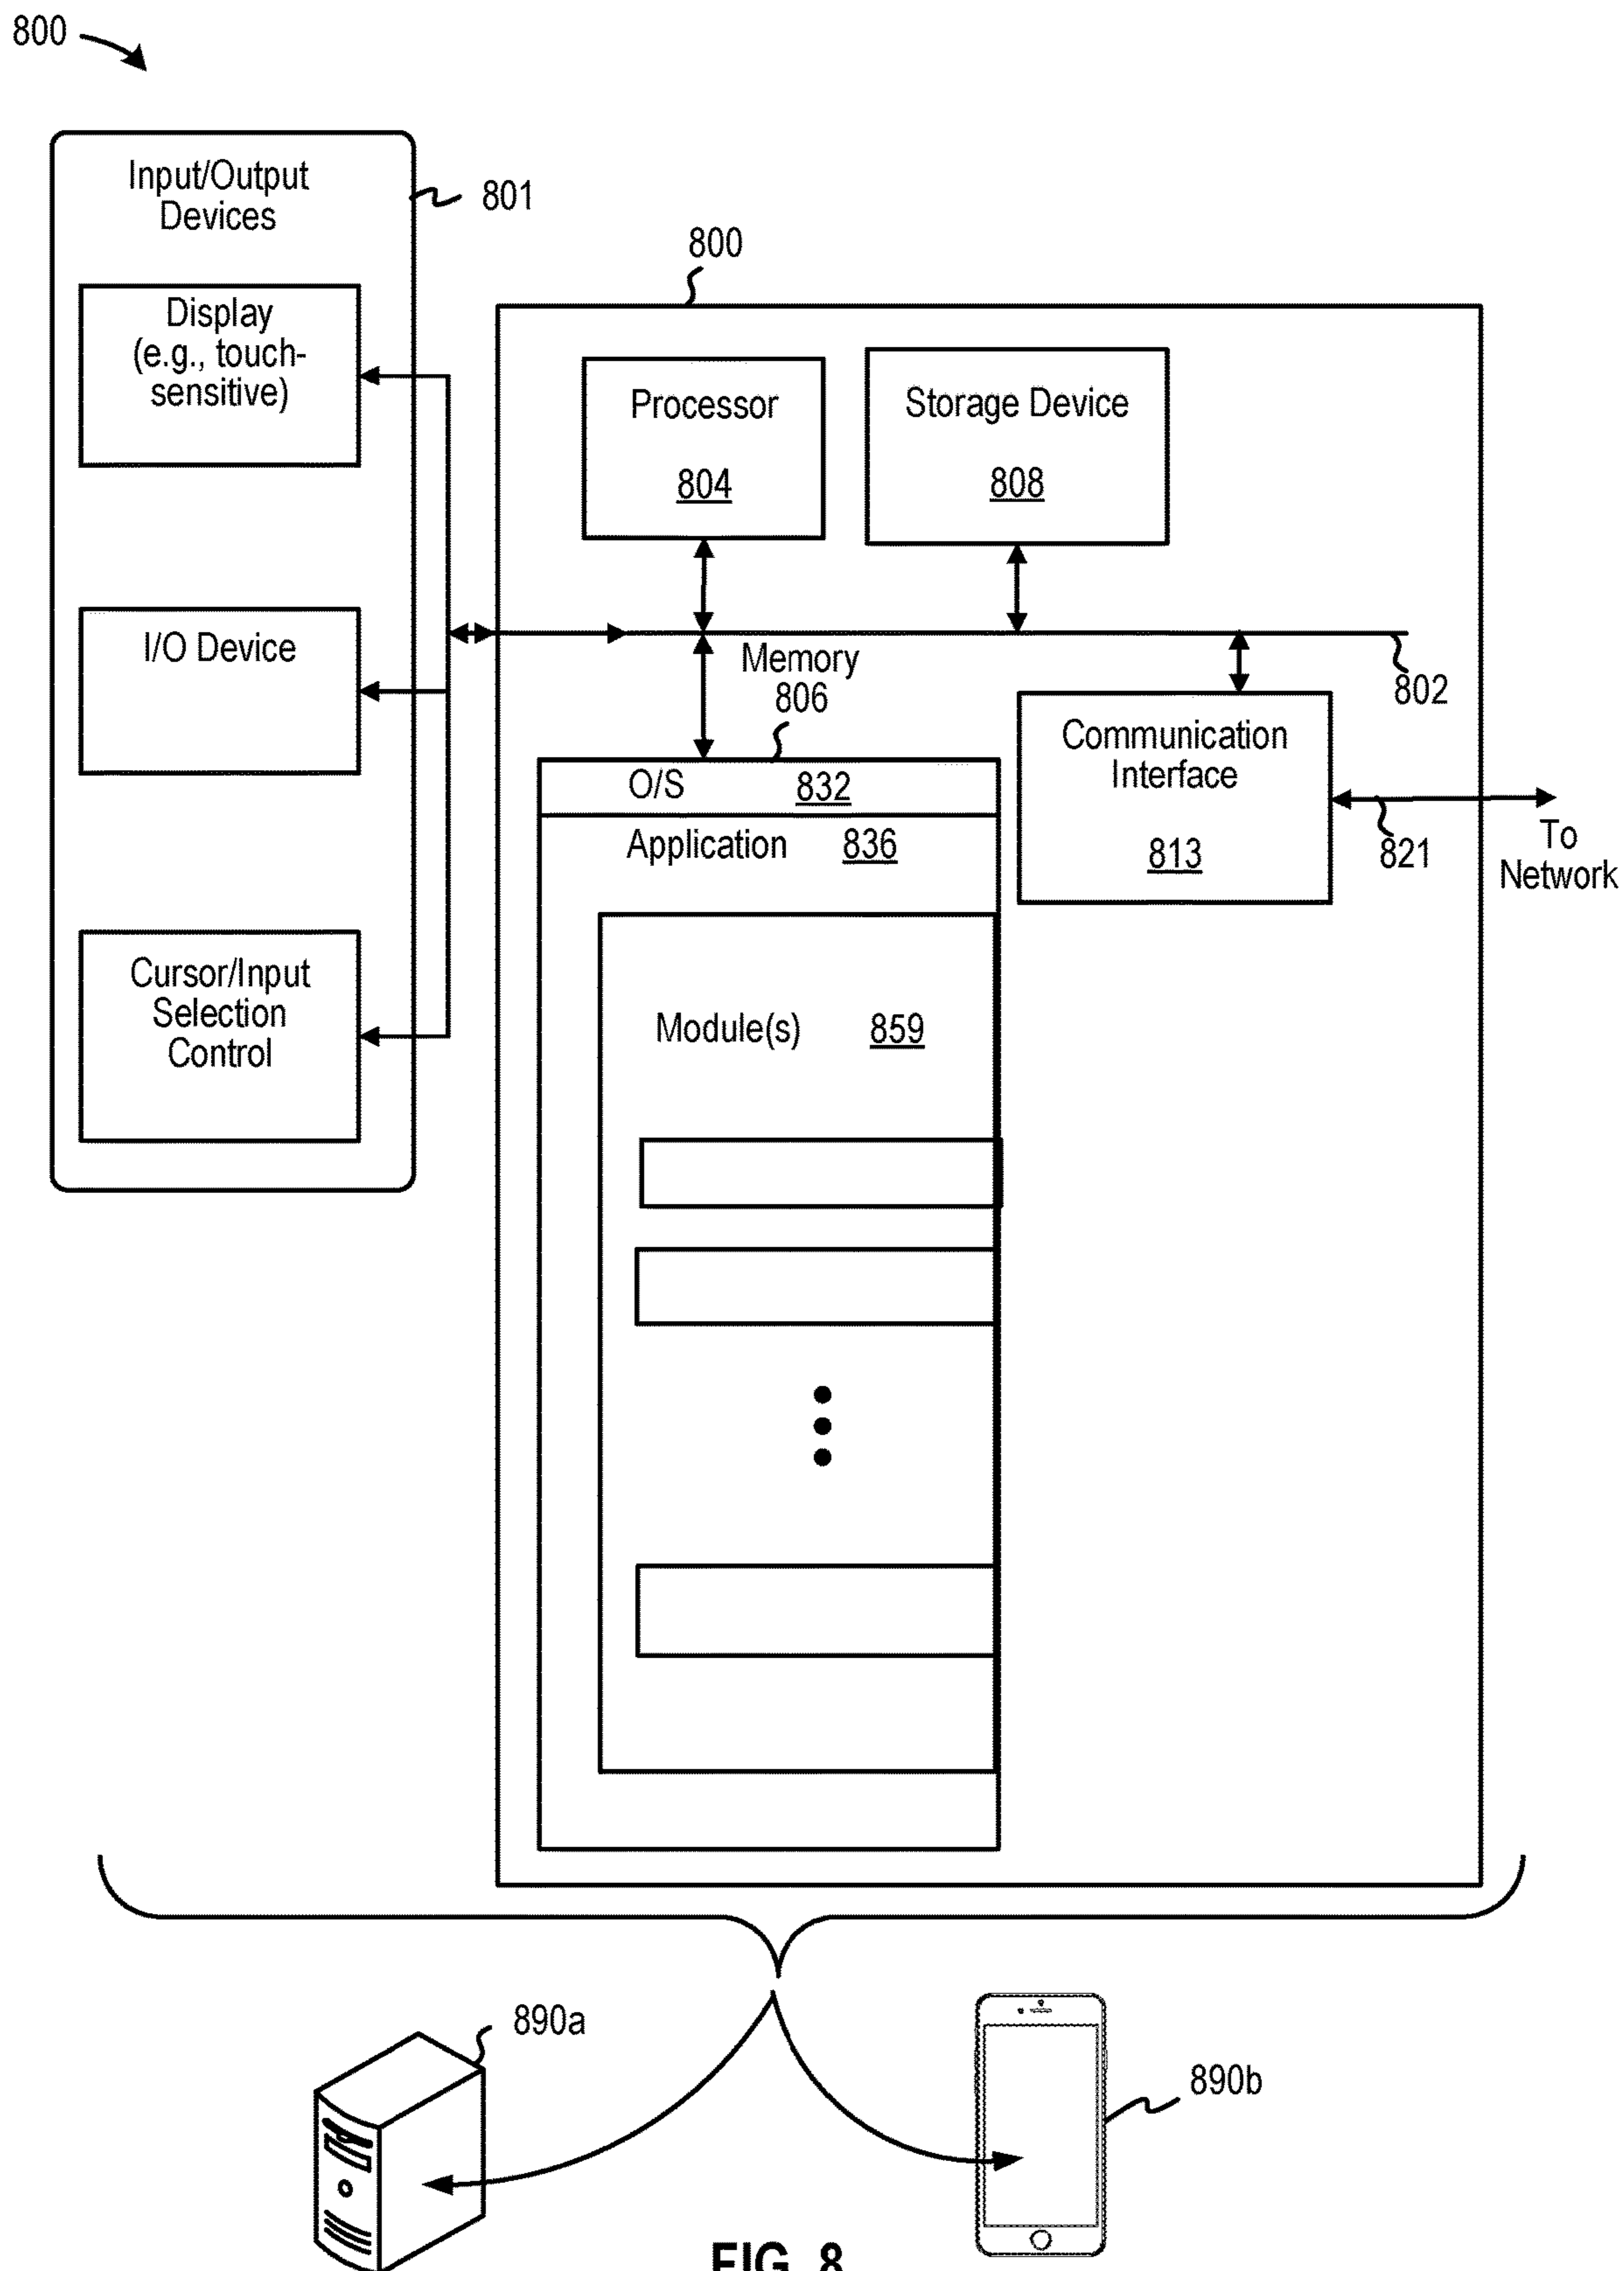 800
Input/Output
Devices
801
Display
(e.g., touch-
sensitive)
I/O Device
Cursor/Input
Selection
Control
800
Processor
804
Storage Device
808
802
Memory
806
O/S 832
Application 836
Module(s) 859
Communication
Interface
813
821
To
Network
890a
890b
FIG. 8